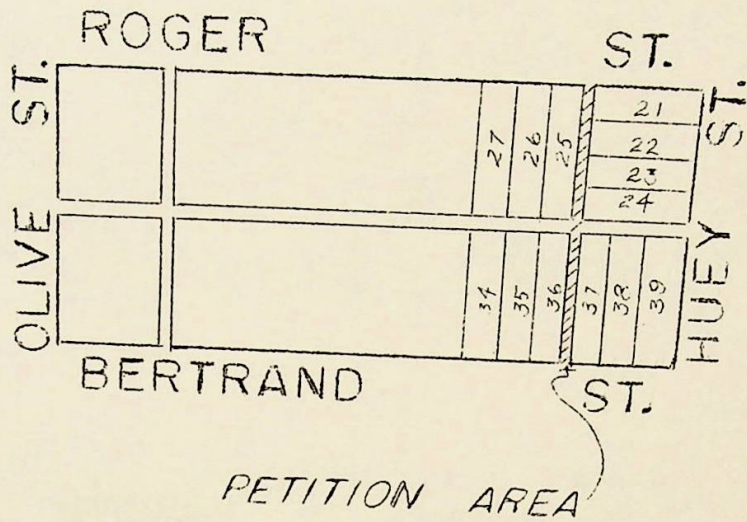 ROGER ST.
OLIVE ST.
HUEY ST.
27 26 25
21
22
23
24
34 35 36 37 38 39
BERTRAND ST.
PETITION AREA